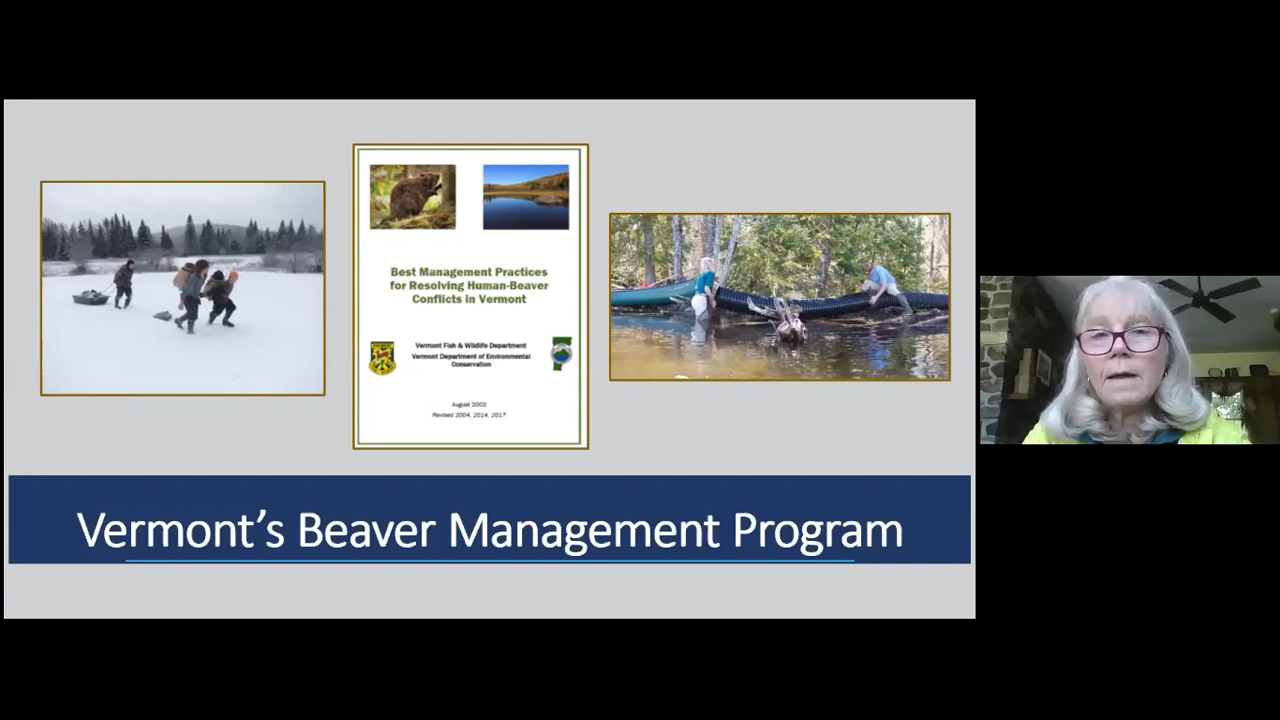 Best Management Practices
for Resolving Human-Beaver
Conflicts in Vermont
Vermont Fish & Wildlife Department
Vermont Department of Environmental
Conservation
August 2002
Revised 2004, 2014, 2017
Vermont's Beaver Management Program